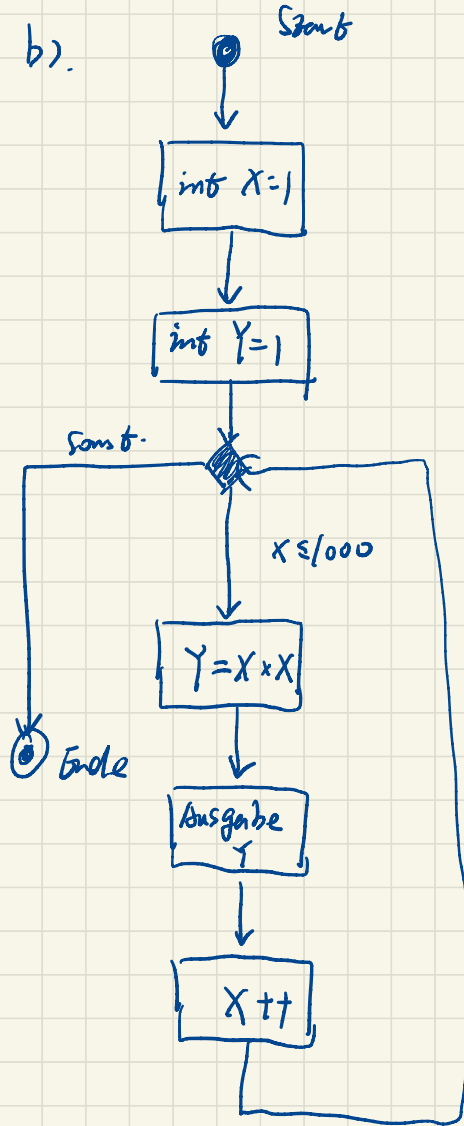 b).
Start
int X=1
int Y=1
Sonst.
X≤1000
Y=X×X
Ende
Ausgabe
Y
X++